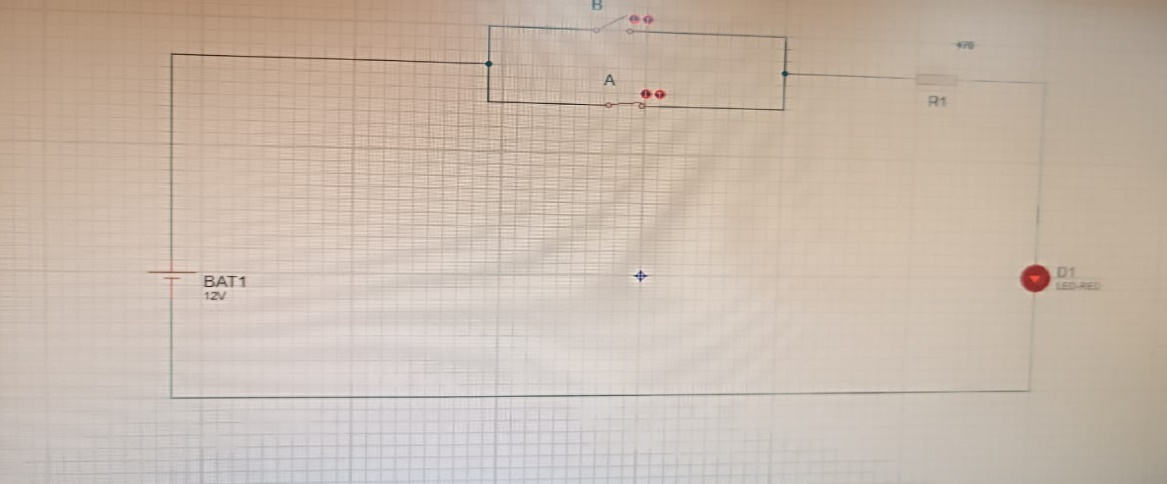 B
470
A
R1
BAT1
12V
D1
LED-RED